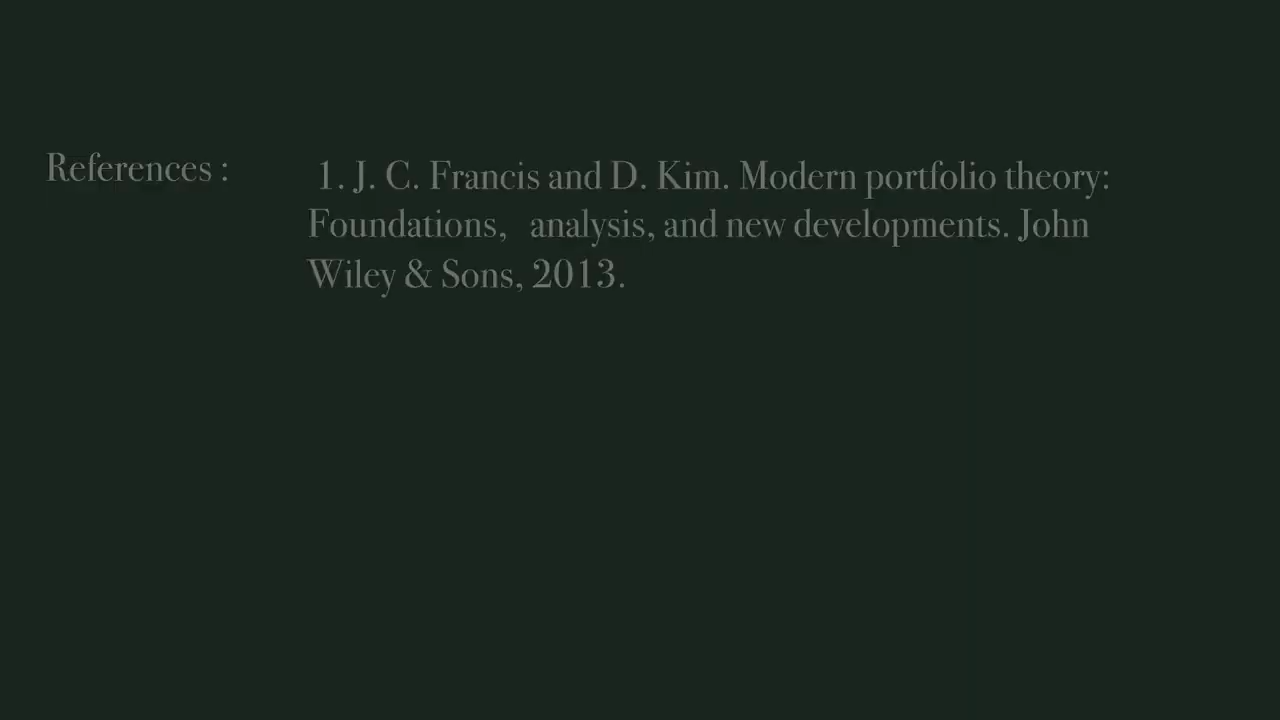 References :
1. J. C. Francis and D. Kim. Modern portfolio theory:
Foundations, analysis, and new developments. John
Wiley & Sons, 2013.